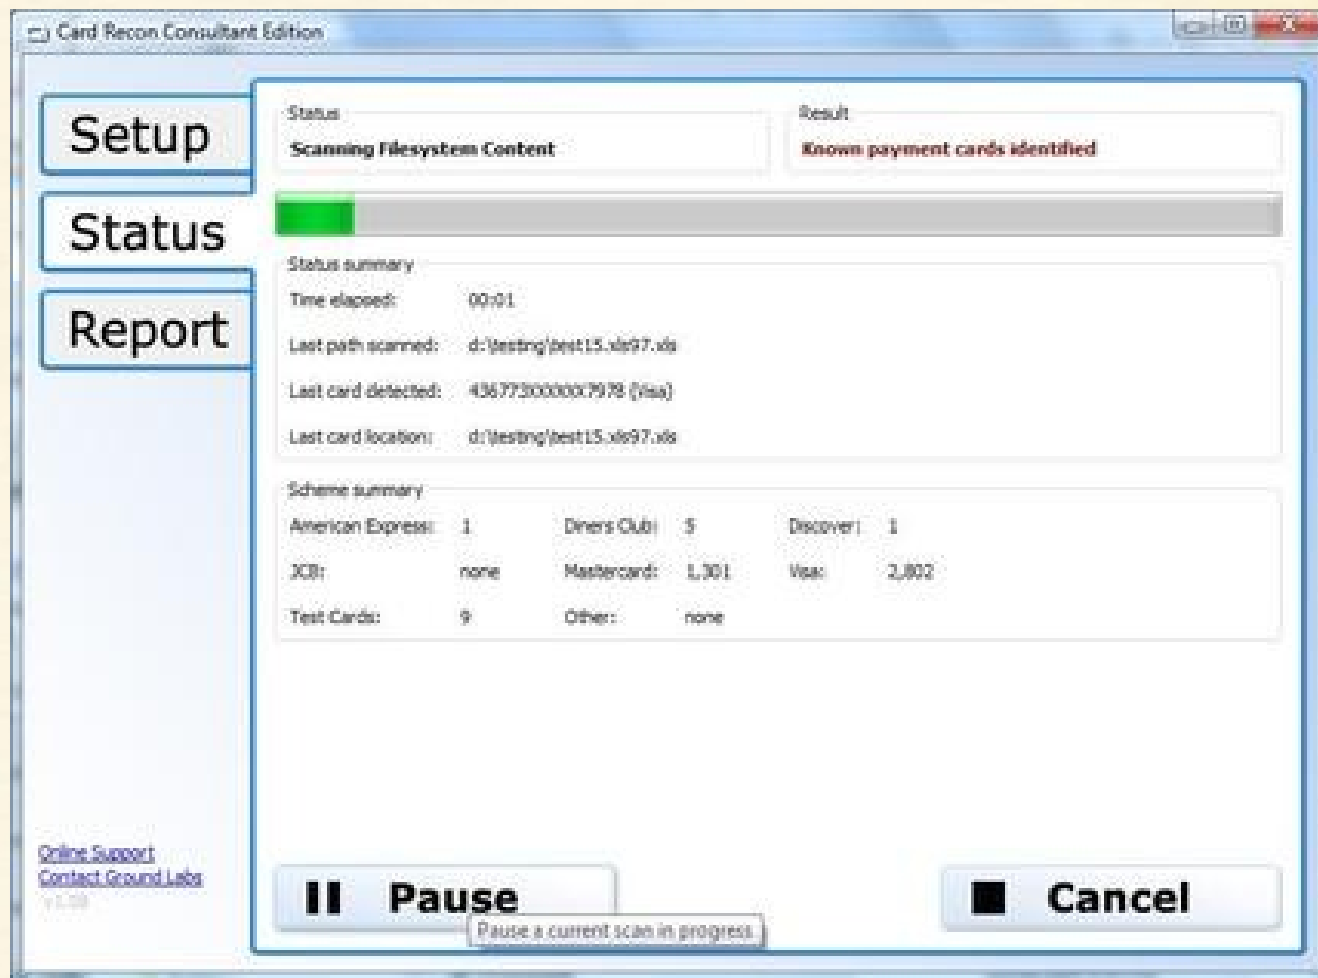 Card Recon Consultant Edition
Setup
Status
Report
Status
Scanning Filesystem Content
Result
Known payment cards identified
Status summary
Time elapsed: 00:01
Last path scanned: d:\testing\test15.xls97.xls
Last card detected: 436773XXXXXX7978 (Visa)
Last card location: d:\testing\test15.xls97.xls
Scheme summary
American Express: 1 Diners Club: 5 Discover: 1
JCB: none Mastercard: 1,301 Visa: 2,802
Test Cards: 9 Other: none
Online Support
Contact Ground Labs
Pause
Cancel
Pause a current scan in progress